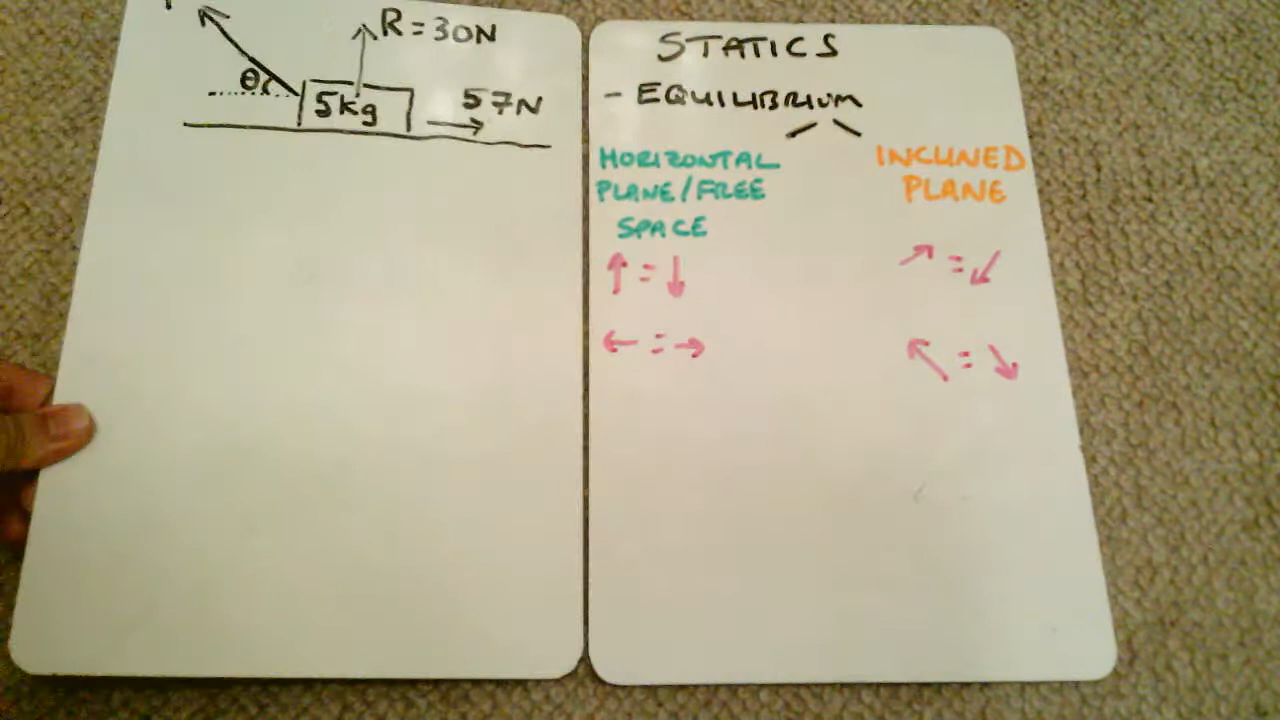 R = 30N
θ
5kg
57N
STATICS
- EQUILIBRIUM
HORIZONTAL
PLANE/FREE
SPACE
INCLINED
PLANE
↑ = ↓
↗ = ↙
← = →
↖ = ↘